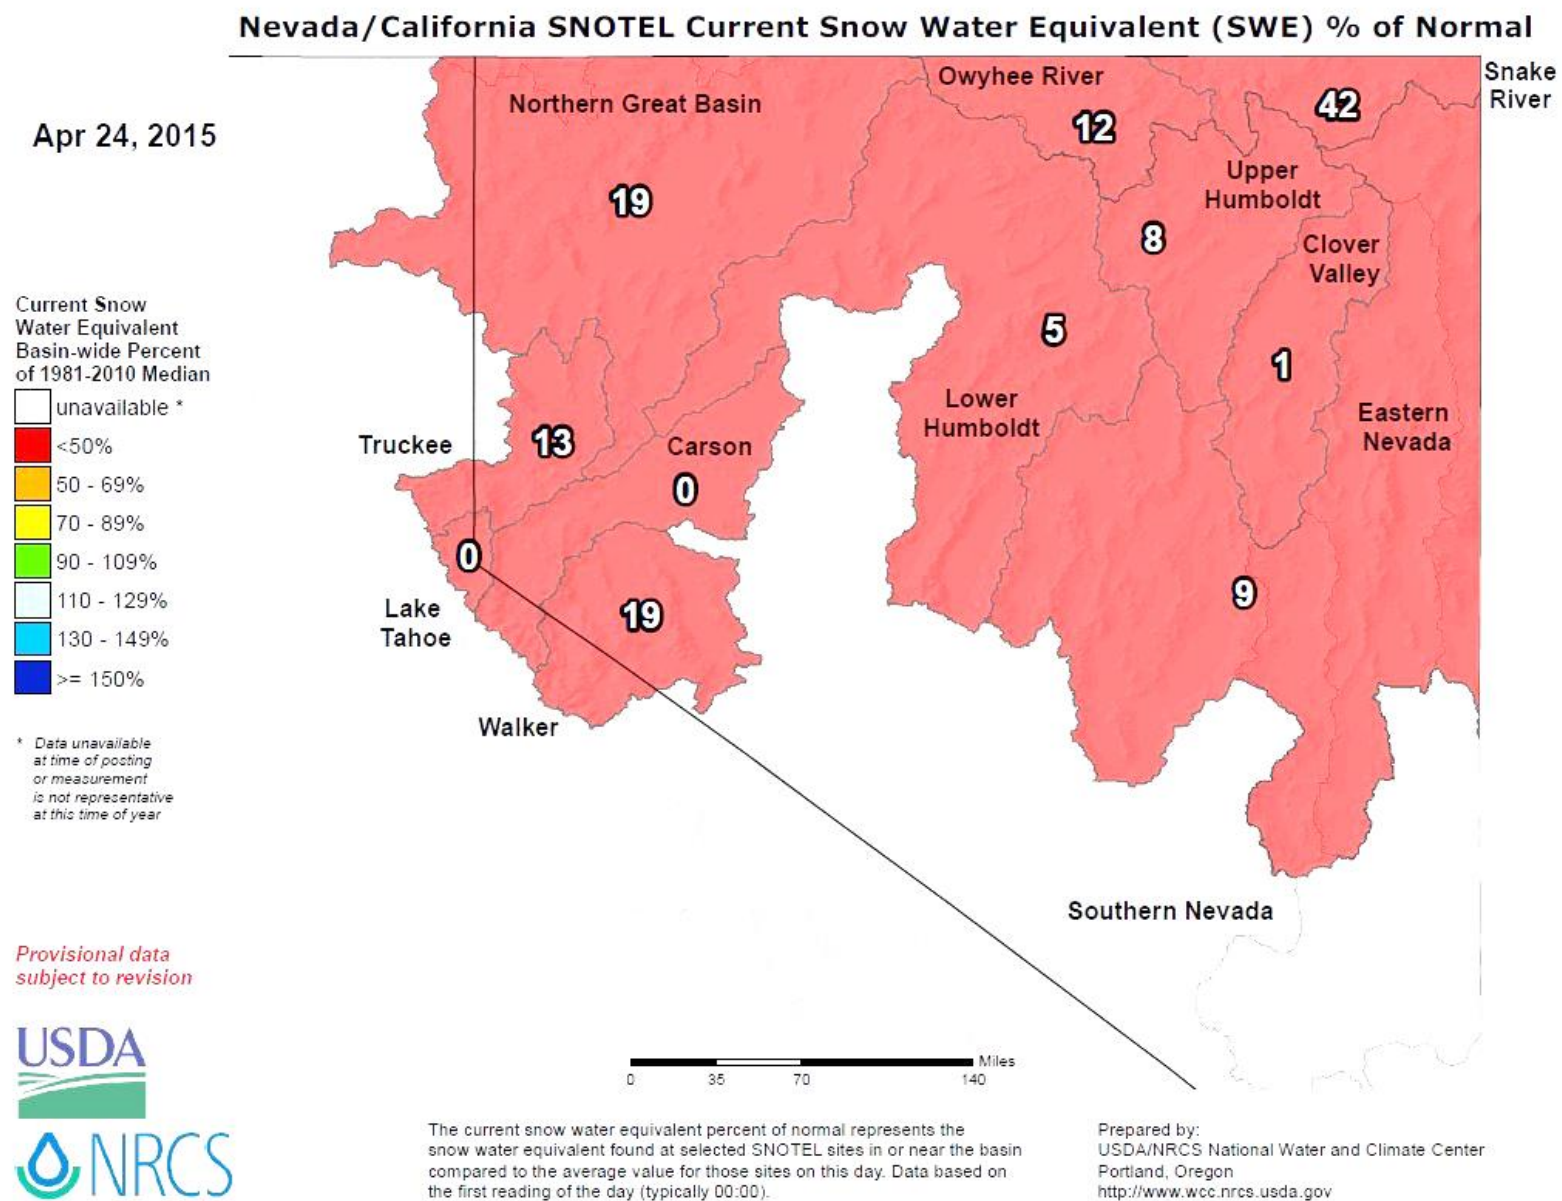 Nevada/California SNOTEL Current Snow Water Equivalent (SWE) % of Normal
Apr 24, 2015
Northern Great Basin
19
Owyhee River
12
42
Snake
River
Upper
Humboldt
8
Clover
Valley
1
5
Lower
Humboldt
Eastern
Nevada
9
Truckee
13
Carson
0
0
Lake
Tahoe
19
Walker
Southern Nevada
Current Snow
Water Equivalent
Basin-wide Percent
of 1981-2010 Median
unavailable *
<50%
50 - 69%
70 - 89%
90 - 109%
110 - 129%
130 - 149%
>= 150%
* Data unavailable
at time of posting
or measurement
is not representative
at this time of year
Provisional data
subject to revision
USDA
NRCS
Miles
0 35 70 140
The current snow water equivalent percent of normal represents the
snow water equivalent found at selected SNOTEL sites in or near the basin
compared to the average value for those sites on this day. Data based on
the first reading of the day (typically 00:00).
Prepared by:
USDA/NRCS National Water and Climate Center
Portland, Oregon
http://www.wcc.nrcs.usda.gov